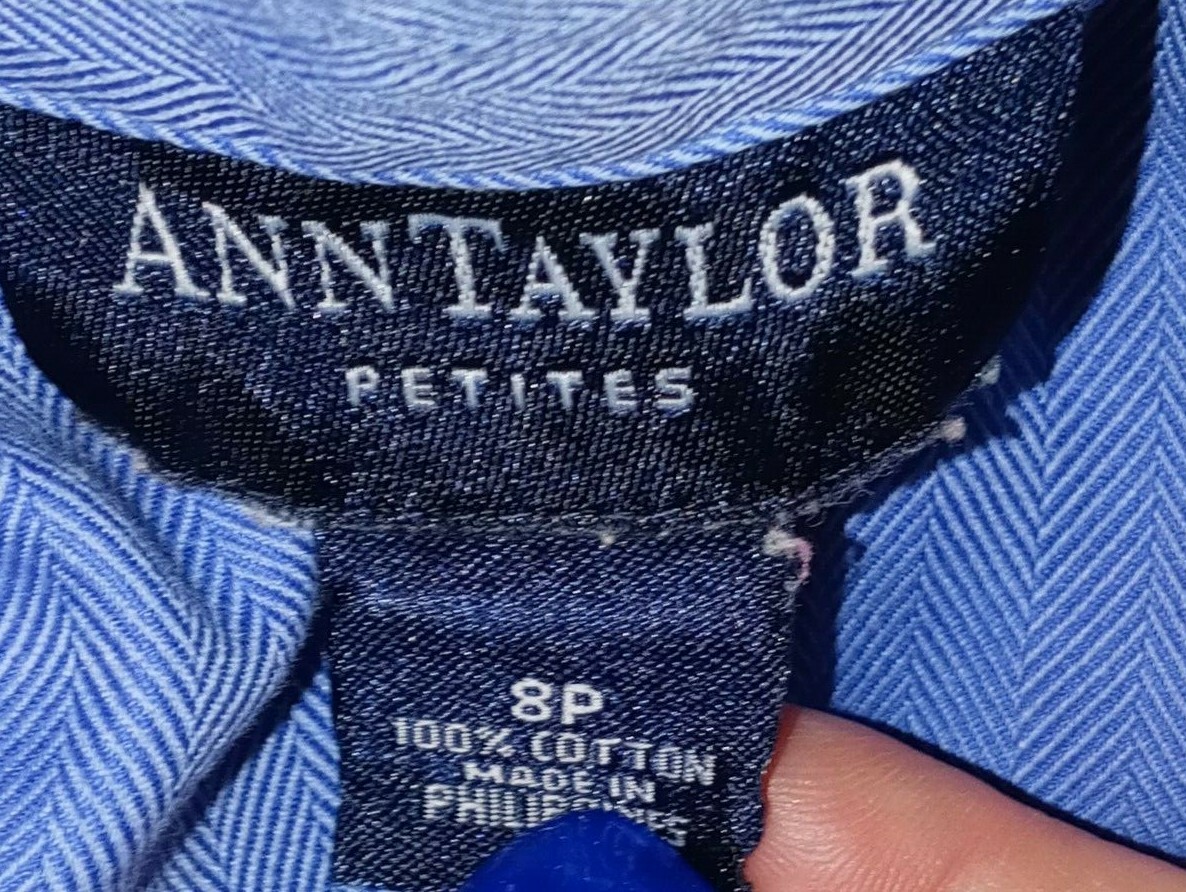 ANNTAYLOR
PETITES
8P
100% COTTON
MADE IN
PHILIPPINES